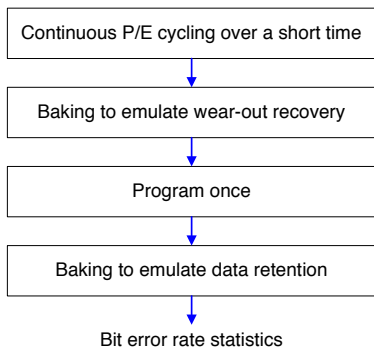 Continuous P/E cycling over a short time
Baking to emulate wear-out recovery
Program once
Baking to emulate data retention
Bit error rate statistics